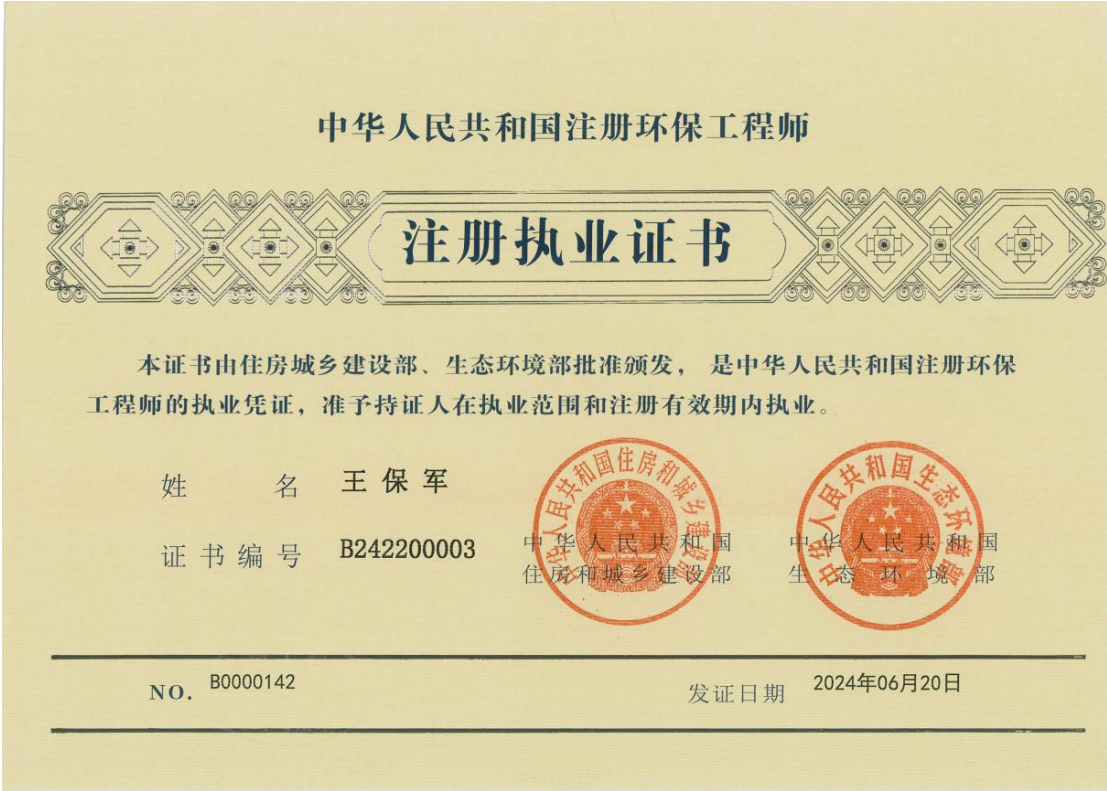 中华人民共和国注册环保工程师
注册执业证书
本证书由住房城乡建设部、生态环境部批准颁发，是中华人民共和国注册环保
工程师的执业凭证，准予持证人在执业范围和注册有效期内执业。
姓 名 王保军
证书编号 B242200003
中华人民共和国住房和城乡建设部
中华人民共和国
住房和城乡建设部
中华人民共和国生态环境部
中华人民共和国
生态环境部
NO. B0000142
发证日期 2024年06月20日